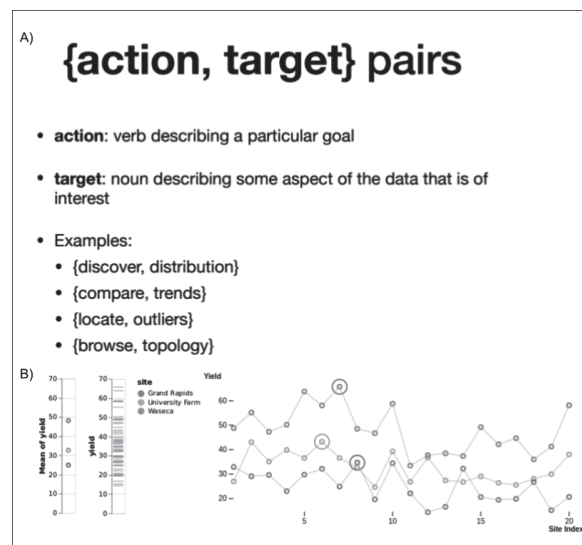 A)
{action, target} pairs
• action: verb describing a particular goal
• target: noun describing some aspect of the data that is of
interest
• Examples:
• {discover, distribution}
• {compare, trends}
• {locate, outliers}
• {browse, topology}
B)
Mean of yield
70
60
50
40
30
20
10
0
yield
70
60
50
40
30
20
10
0
site
Grand Rapids
University Farm
Waseca
Yield
60
50
40
30
20
5
10
15
20
Site Index